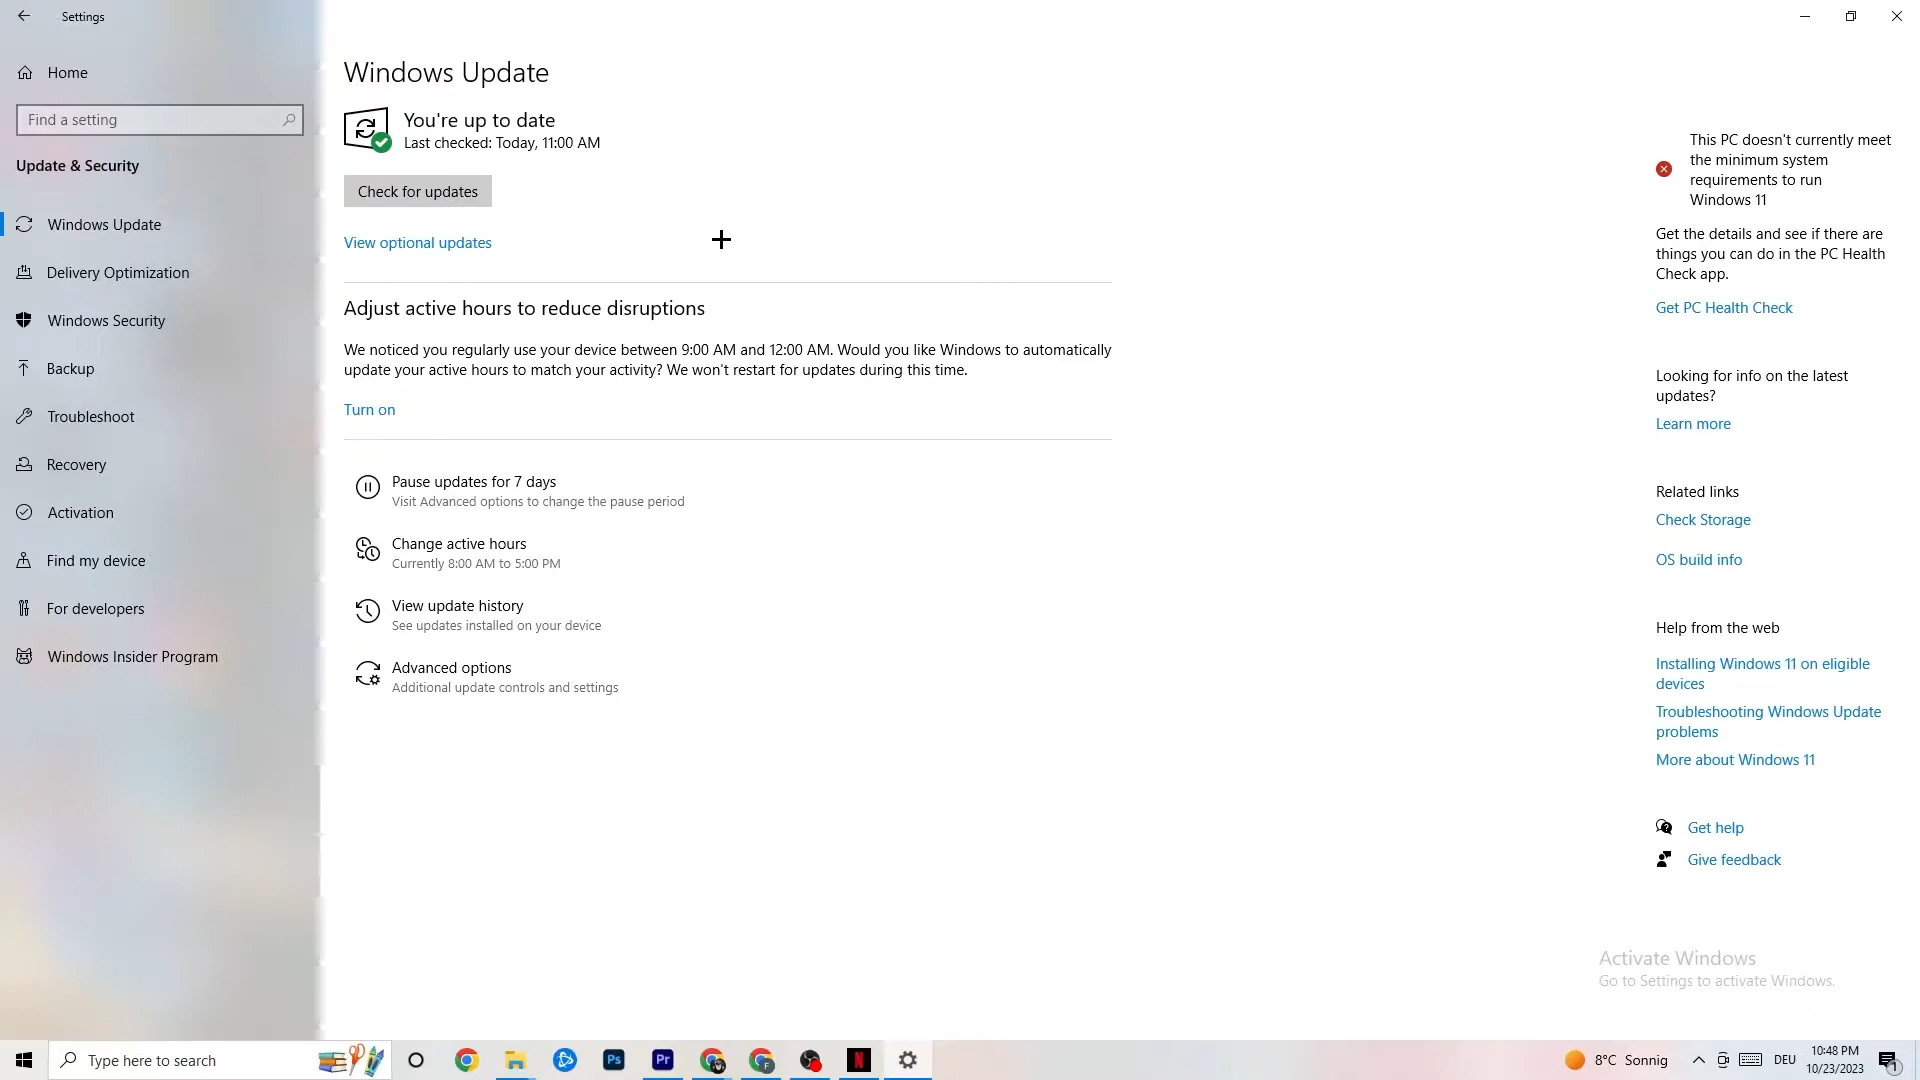 Settings
Home
Find a setting
Update & Security
Windows Update
Delivery Optimization
Windows Security
Backup
Troubleshoot
Recovery
Activation
Find my device
For developers
Windows Insider Program
Windows Update
You're up to date
Last checked: Today, 11:00 AM
Check for updates
View optional updates
Adjust active hours to reduce disruptions
We noticed you regularly use your device between 9:00 AM and 12:00 AM. Would you like Windows to automatically
update your active hours to match your activity? We won't restart for updates during this time.
Turn on
Pause updates for 7 days
Visit Advanced options to change the pause period
Change active hours
Currently 8:00 AM to 5:00 PM
View update history
See updates installed on your device
Advanced options
Additional update controls and settings
This PC doesn't currently meet
the minimum system
requirements to run
Windows 11
Get the details and see if there are
things you can do in the PC Health
Check app.
Get PC Health Check
Looking for info on the latest
updates?
Learn more
Related links
Check Storage
OS build info
Help from the web
Installing Windows 11 on eligible
devices
Troubleshooting Windows Update
problems
More about Windows 11
Get help
Give feedback
Activate Windows
Go to Settings to activate Windows.
Type here to search
Ps
Pr
F
N
8°C Sonnig
DEU
10:48 PM
10/23/2023
1